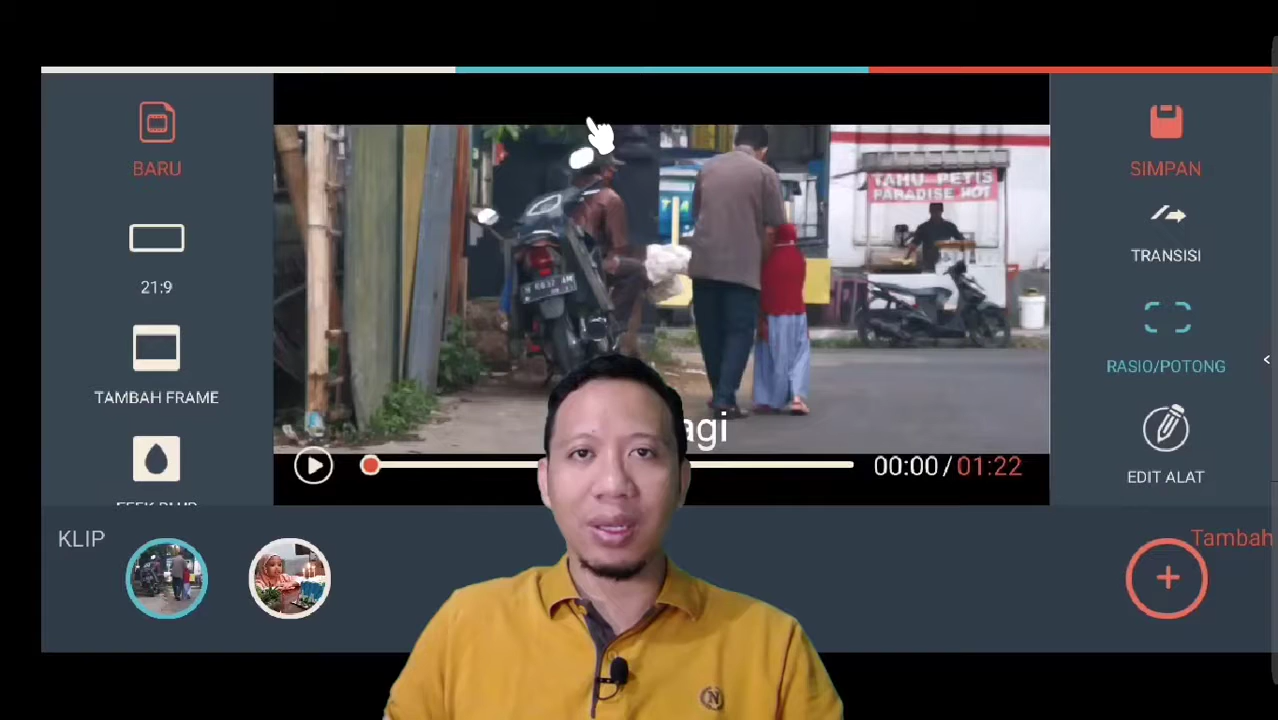 BARU
21:9
TAMBAH FRAME
KLIP
TAHU PETIS
PARADISE HOT
agi
00:00/01:22
SIMPAN
TRANSISI
RASIO/POTONG
EDIT ALAT
Tambah
N